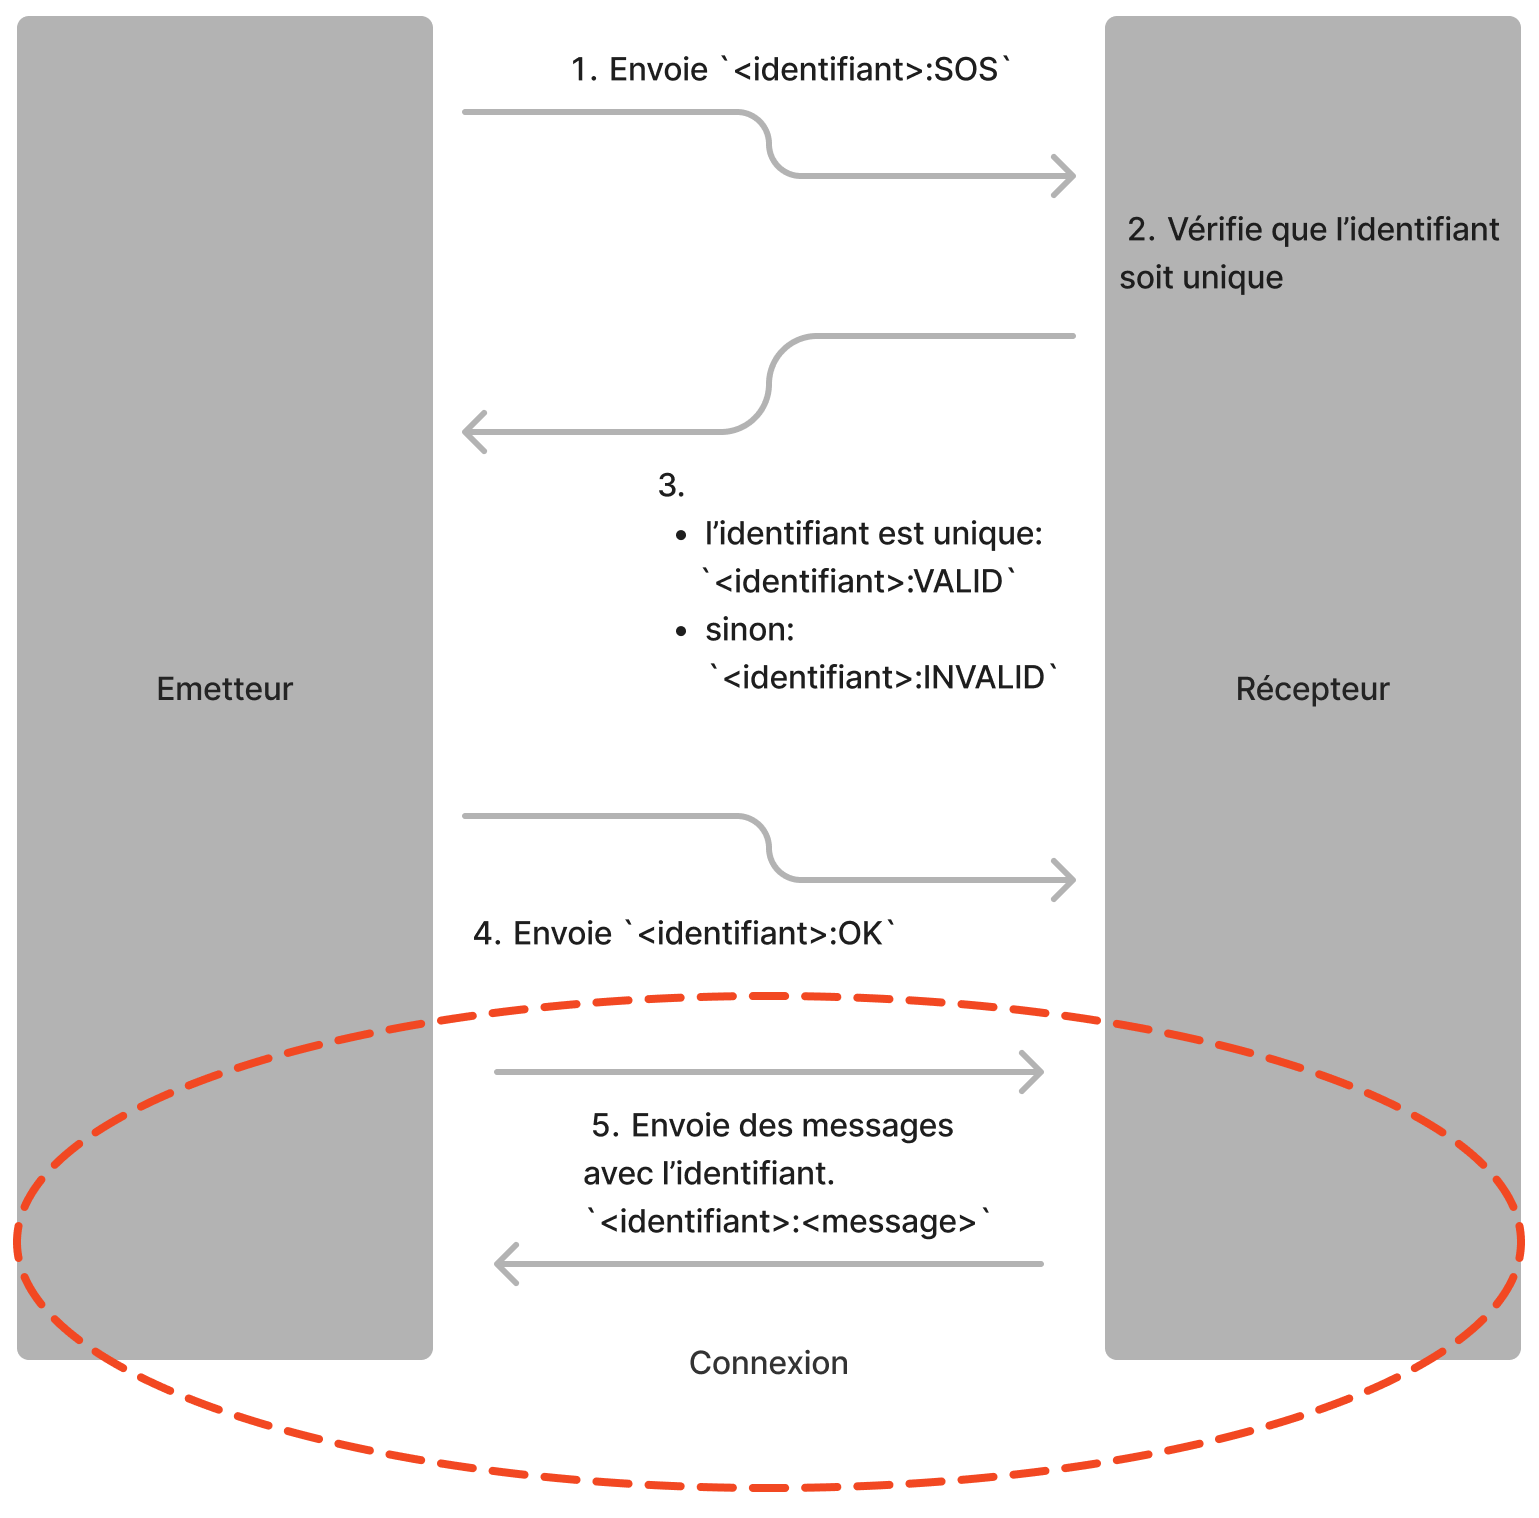 1. Envoie `<identifiant>:SOS`
2. Vérifie que l’identifiant
soit unique
3.
• l’identifiant est unique:
`<identifiant>:VALID`
• sinon:
`<identifiant>:INVALID`
Emetteur
Récepteur
4. Envoie `<identifiant>:OK`
5. Envoie des messages
avec l’identifiant.
`<identifiant>:<message>`
Connexion